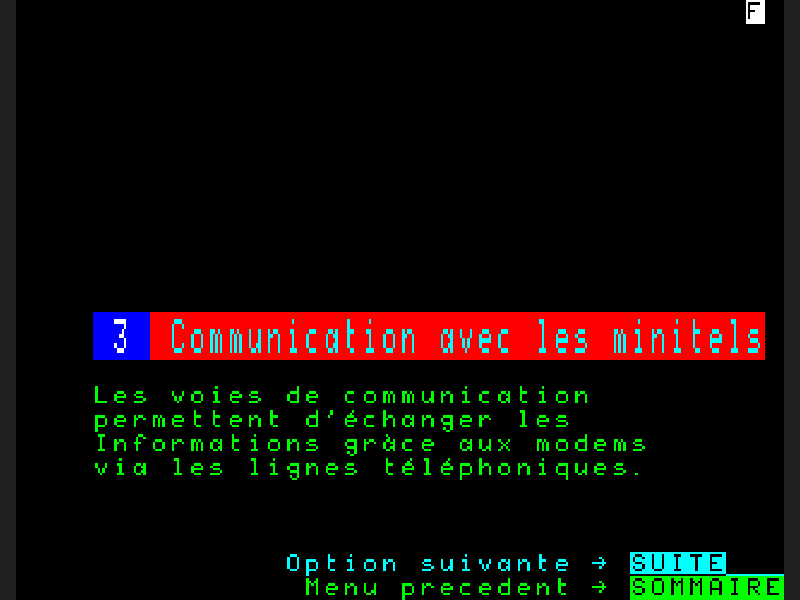 F
3 Communication avec les minitels
Les voies de communication
permettent d'échanger les
Informations gràce aux modems
via les lignes téléphoniques.
Option suivante → SUITE
Menu precedent → SOMMAIRE